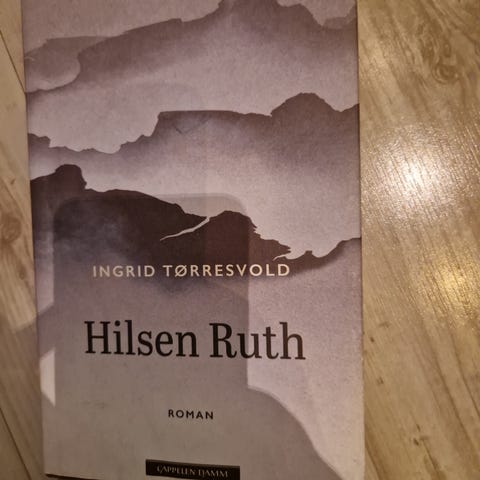 INGRID TØRRESVOLD
Hilsen Ruth
ROMAN
CAPPELEN DAMM